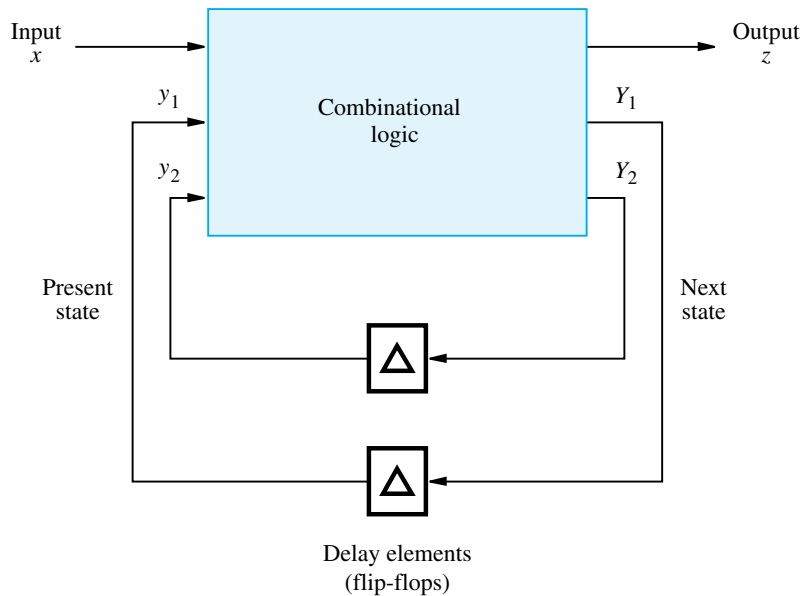 Input
x
Output
z
y1
Y1
Combinational
logic
y2
Y2
Present
state
Next
state
Δ
Δ
Delay elements
(flip-flops)